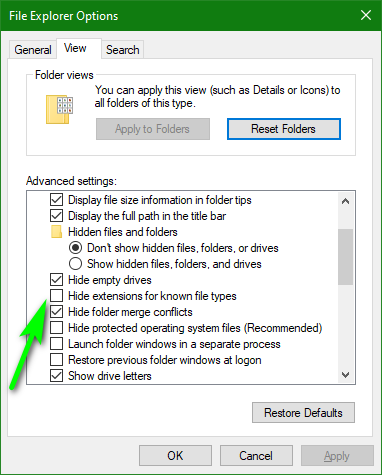 File Explorer Options
General
View
Search
Folder views
You can apply this view (such as Details or Icons) to
all folders of this type.
Apply to Folders
Reset Folders
Advanced settings:
Display file size information in folder tips
Display the full path in the title bar
Hidden files and folders
Don't show hidden files, folders, or drives
Show hidden files, folders, and drives
Hide empty drives
Hide extensions for known file types
Hide folder merge conflicts
Hide protected operating system files (Recommended)
Launch folder windows in a separate process
Restore previous folder windows at logon
Show drive letters
Restore Defaults
OK
Cancel
Apply